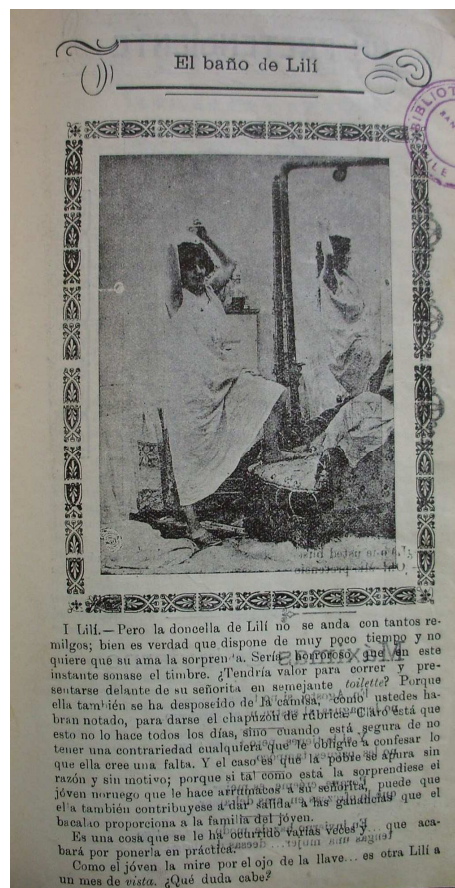 El baño de Lilí
BIBLIOT
I Lilí.—Pero la doncella de Lilí no se anda con tantos re-
milgos; bien es verdad que dispone de muy poco tiempo y no
quiere que su ama la sorprenda. Sería horroroso que en este
instante sonase el timbre. ¿Tendría valor para correr y pre-
sentarse delante de su señorita en semejante toilette? Porque
ella también se ha desposeido de la camisa, como ustedes ha-
bran notado, para darse el chapuzón de rúbrica. Claro está que
esto no lo hace todos los días, sino cuando está segura de no
tener una contrariedad cualquiera que le obligue á confesar lo
que ella cree una falta. Y el caso es que la pobre se apura sin
razón y sin motivo; porque si tal como está la sorprendiese el
jóven noruego que le hace arrumacos á su señorita, puede que
ella también contribuyese á dar salida á las ganancias que el
bacalao proporciona á la familia del jóven.
Es una cosa que se le ha ocurrido varias veces y... que aca-
bará por ponerla en práctica.
Como el jóven la mire por el ojo de la llave... es otra Lilí a
un mes de vista. ¿Qué duda cabe?